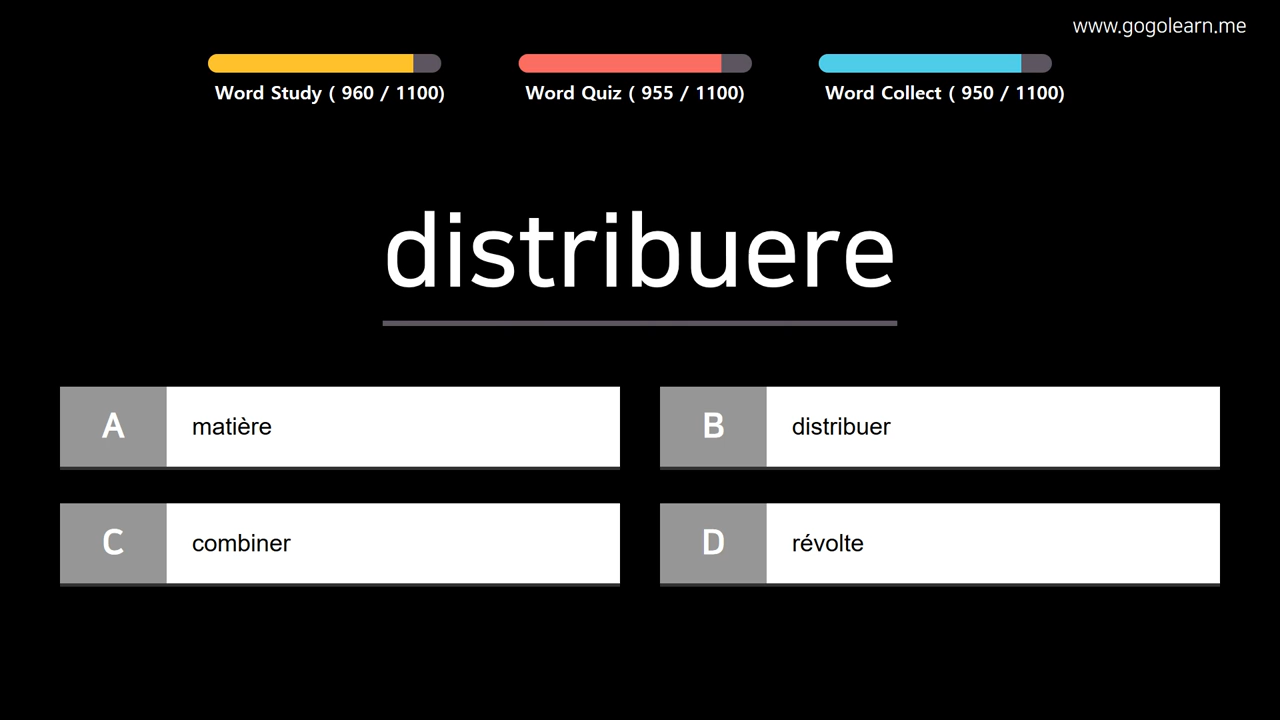 www.gogolearn.me
Word Study ( 960 / 1100)
Word Quiz ( 955 / 1100)
Word Collect ( 950 / 1100)
distribuere
A matière
B distribuer
C combiner
D révolte